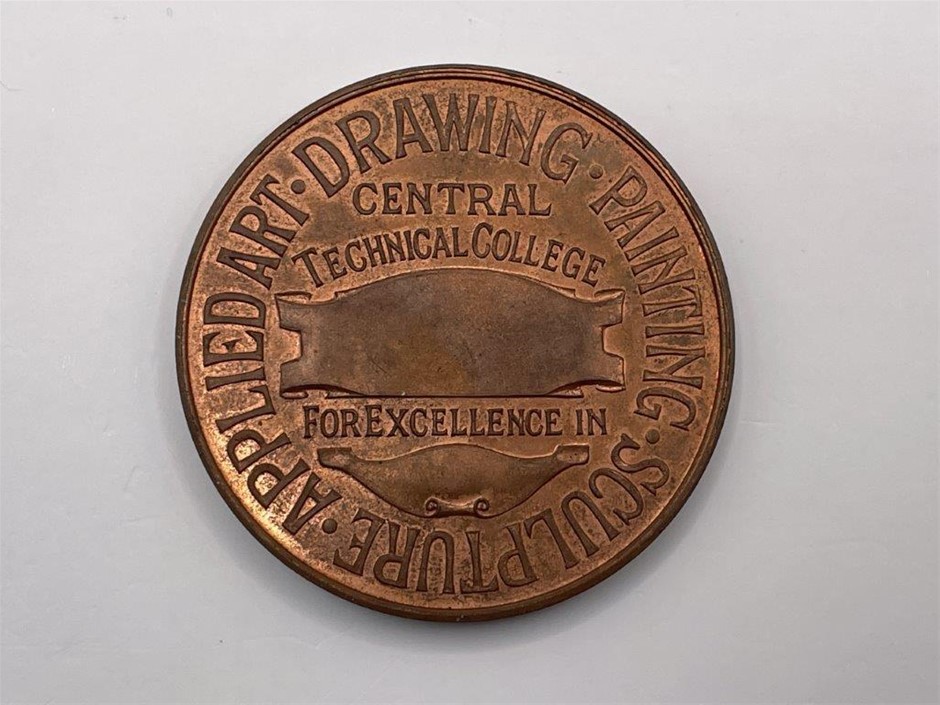 DRAWING · PAINTING · SCULPTURE · APPLIED ART ·
CENTRAL
TECHNICAL COLLEGE
FOR EXCELLENCE IN